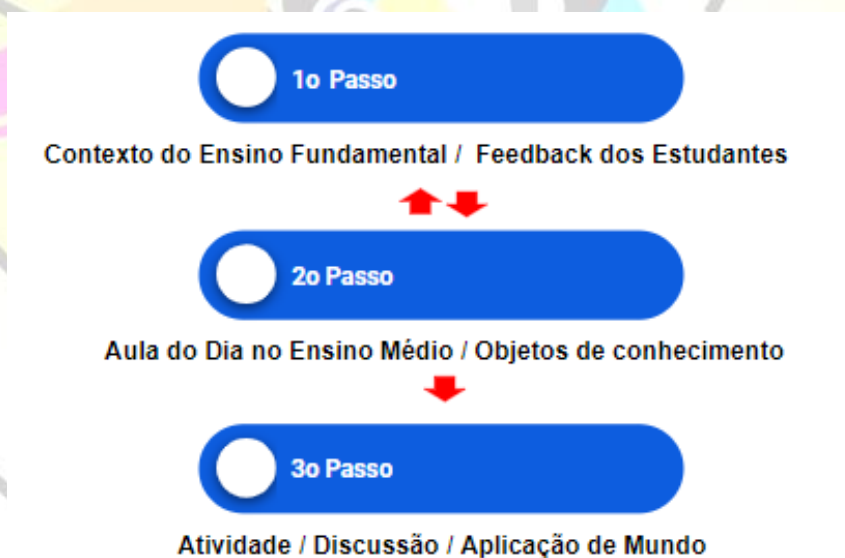 1o Passo
Contexto do Ensino Fundamental / Feedback dos Estudantes
2o Passo
Aula do Dia no Ensino Médio / Objetos de conhecimento
3o Passo
Atividade / Discussão / Aplicação de Mundo